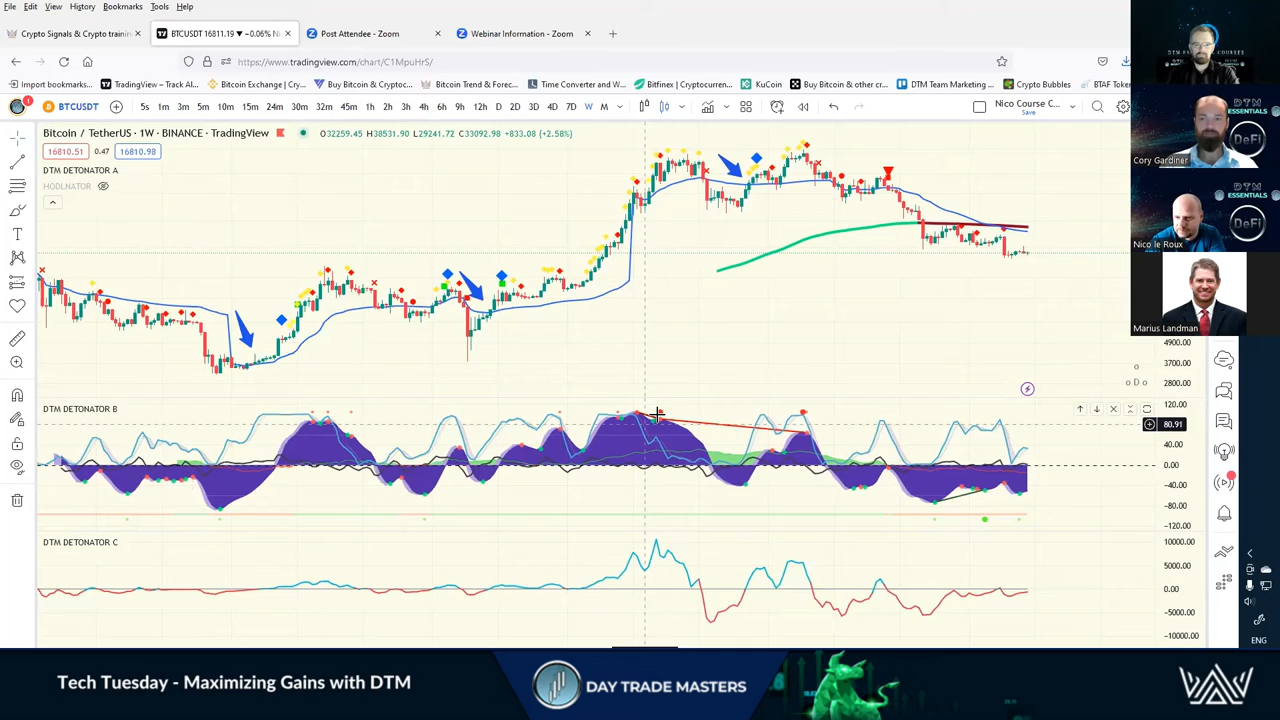 File Edit View History Bookmarks Tools Help
Crypto Signals & Crypto trainin
BTCUSDT 16811.19 ▼ −0.06% N
Post Attendee - Zoom
Webinar Information - Zoom
https://www.tradingview.com/chart/C1MpuHrS/
Import bookmarks... TradingView – Track Al... Bitcoin Exchange | Cry... Buy Bitcoin & Cryptoc... Bitcoin Trend & Forec... Time Converter and W... Bitfinex | Cryptocurren... KuCoin Buy Bitcoin & other cr... DTM Team Marketing ... Crypto Bubbles BTAF Token
BTCUSDT 5s 1m 3m 5m 10m 15m 24m 30m 32m 45m 1h 2h 3h 4h 6h 9h 12h D 2D 3D 4D 7D W M
Nico Course C...
Save
Bitcoin / TetherUS · 1W · BINANCE · TradingView
O32259.45 H38531.90 L29241.72 C33092.98 +833.08 (+2.58%)
16810.51 0.47 16810.98
DTM DETONATOR A
HODLNATOR
4900.00
3700.00
2800.00
DTM DETONATOR B
120.00
80.91
40.00
0.00
−40.00
−80.00
−120.00
DTM DETONATOR C
10000.00
5000.00
0.00
−5000.00
−10000.00
Cory Gardiner
DeFi
Nico le Roux
DeFi
Marius Landman
ENG
Tech Tuesday - Maximizing Gains with DTM
DAY TRADE MASTERS